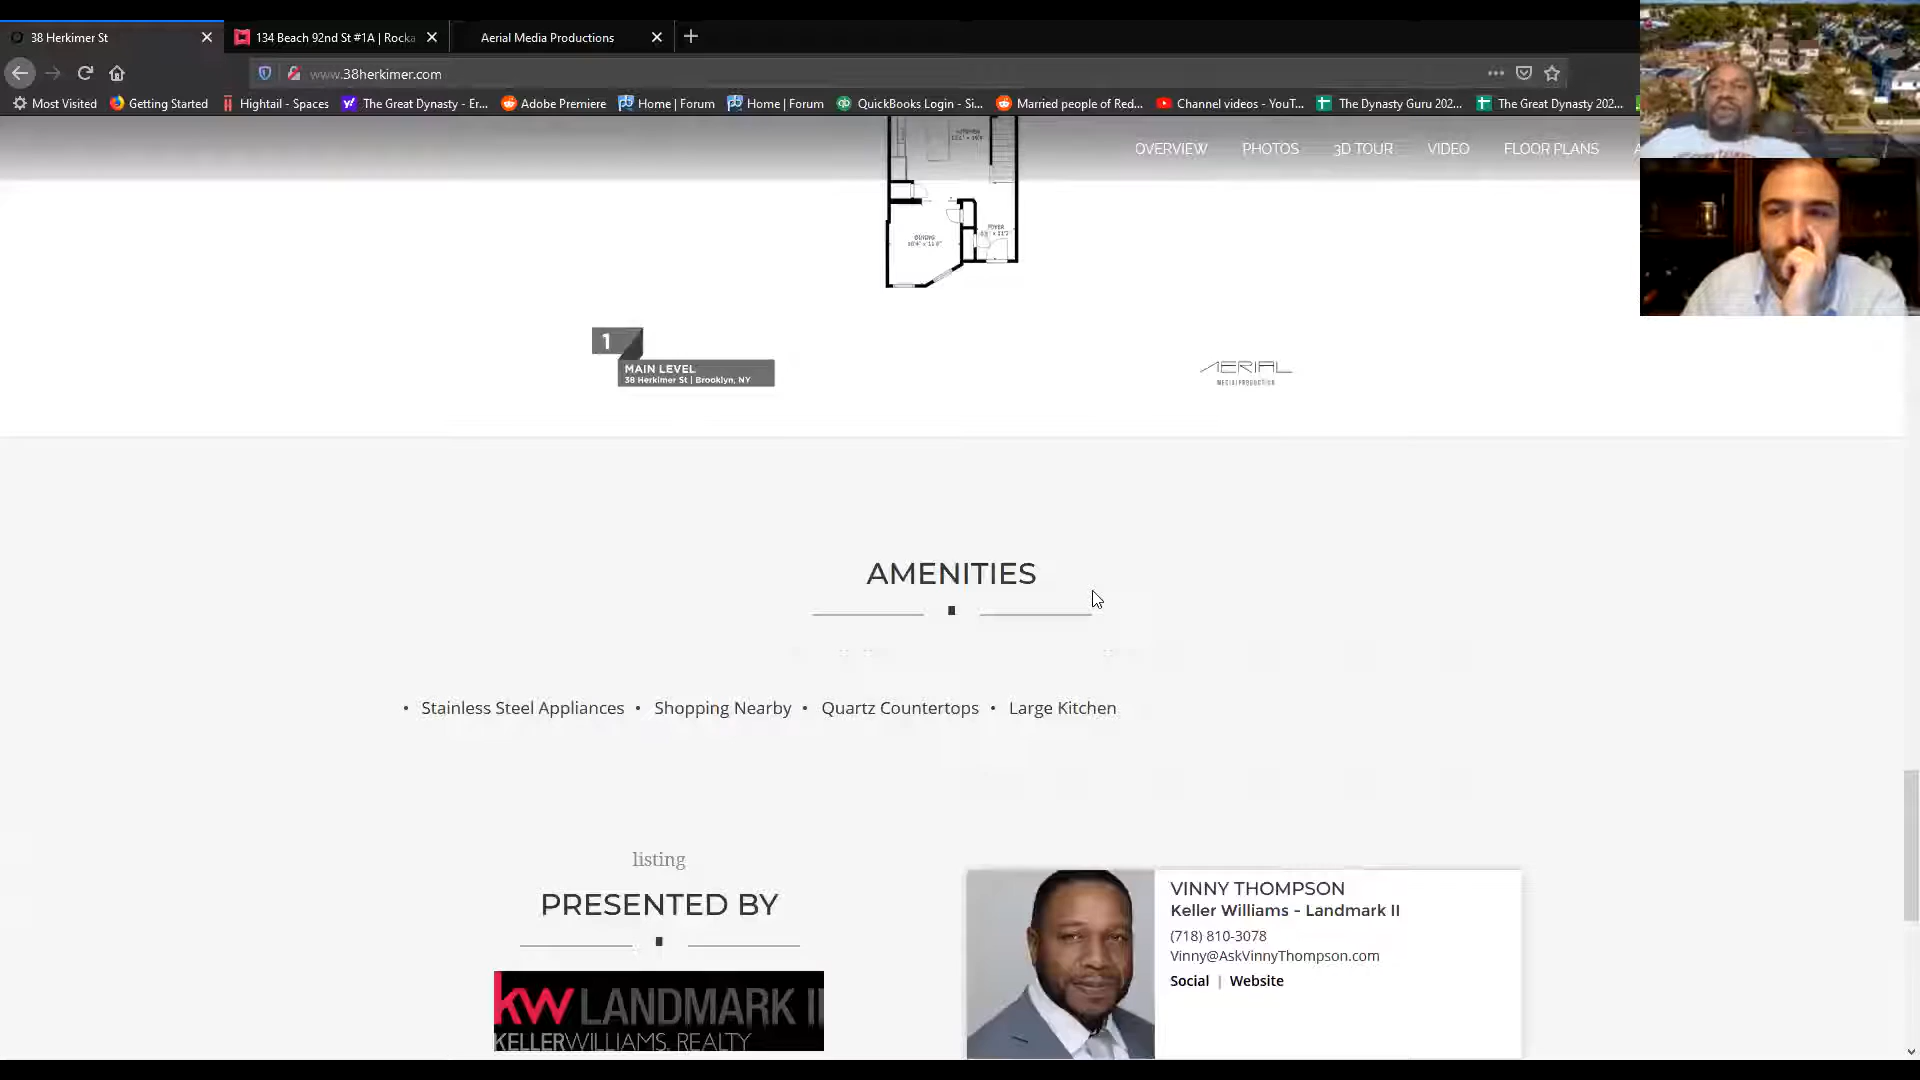 38 Herkimer St
134 Beach 92nd St #1A | Rocka
Aerial Media Productions
www.38herkimer.com
Most Visited
Getting Started
Hightail - Spaces
The Great Dynasty - Er...
Adobe Premiere
Home | Forum
Home | Forum
QuickBooks Login - Si...
Married people of Red...
Channel videos - YouT...
The Dynasty Guru 202...
The Great Dynasty 202...
OVERVIEW
PHOTOS
3D TOUR
VIDEO
FLOOR PLANS
KITCHEN
DINING
FOYER
1
MAIN LEVEL
38 Herkimer St | Brooklyn, NY
AERIAL
MEDIA PRODUCTION
AMENITIES
• Stainless Steel Appliances • Shopping Nearby • Quartz Countertops • Large Kitchen
listing
PRESENTED BY
kw LANDMARK II
KELLERWILLIAMS. REALTY
VINNY THOMPSON
Keller Williams - Landmark II
(718) 810-3078
Vinny@AskVinnyThompson.com
Social | Website